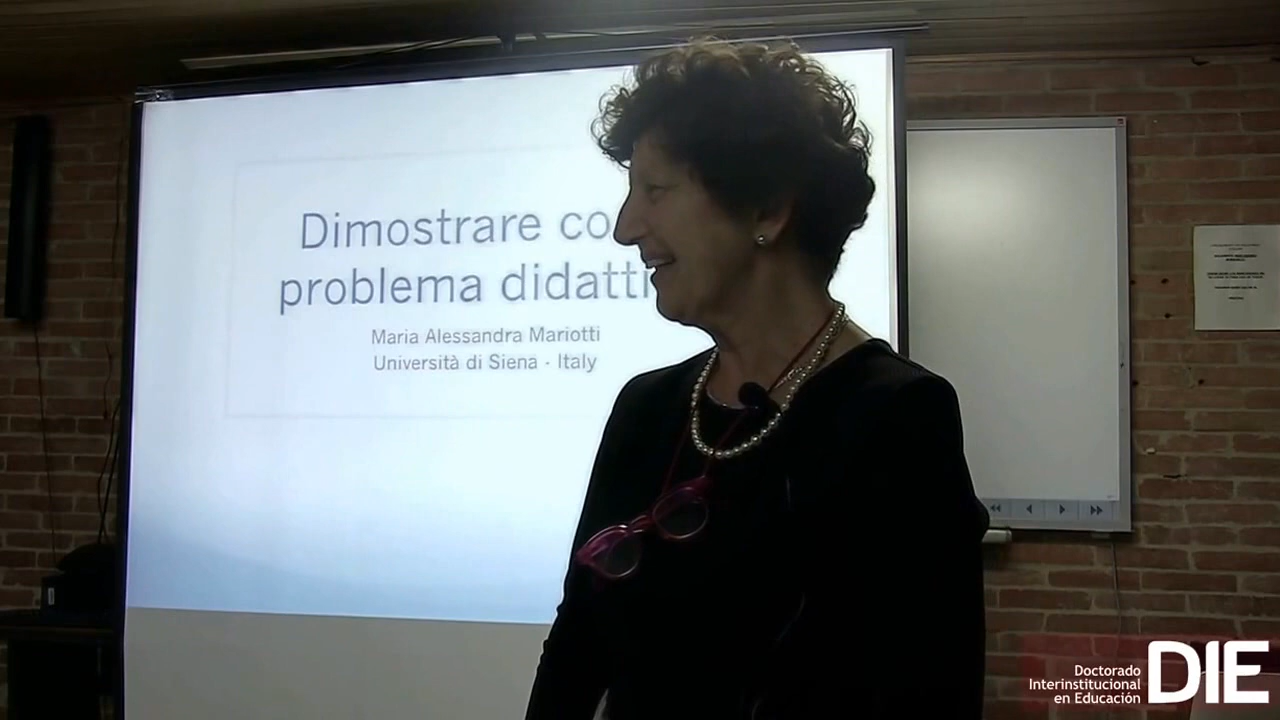 Dimostrare co
problema didatti
Maria Alessandra Mariotti
Università di Siena - Italy
Doctorado
Interinstitucional
en Educación
DIE